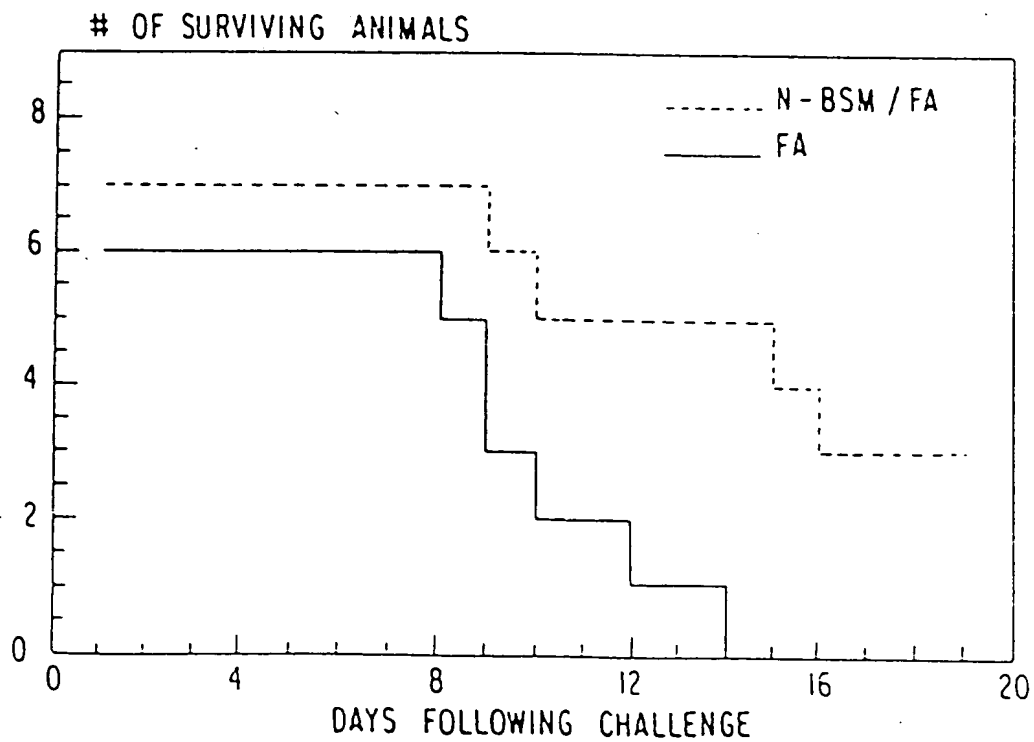 # OF SURVIVING ANIMALS
N-BSM / FA
FA
8
6
4
2
0
0 4 8 12 16 20
DAYS FOLLOWING CHALLENGE